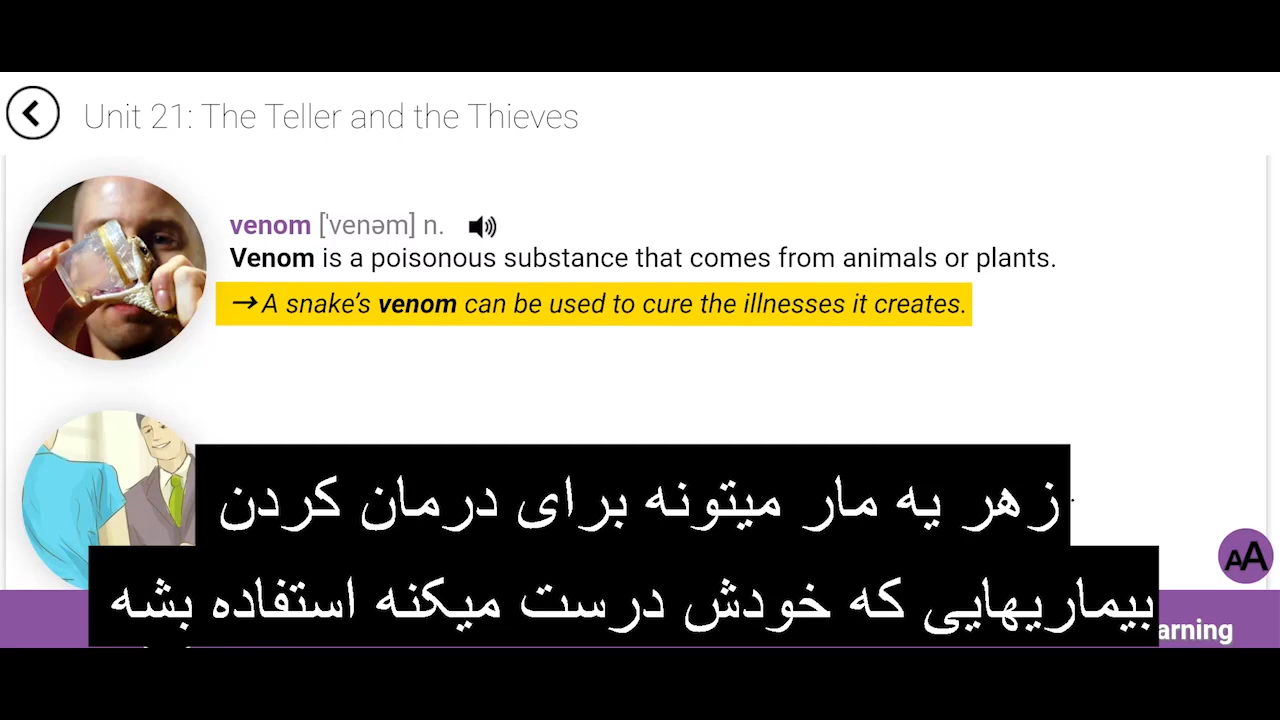 Unit 21: The Teller and the Thieves
venom ['venəm] n.
Venom is a poisonous substance that comes from animals or plants.
→ A snake's venom can be used to cure the illnesses it creates.
زهر یه مار میتونه برای درمان کردن
بیماریهایی که خودش درست میکنه استفاده بشه
AA
arning